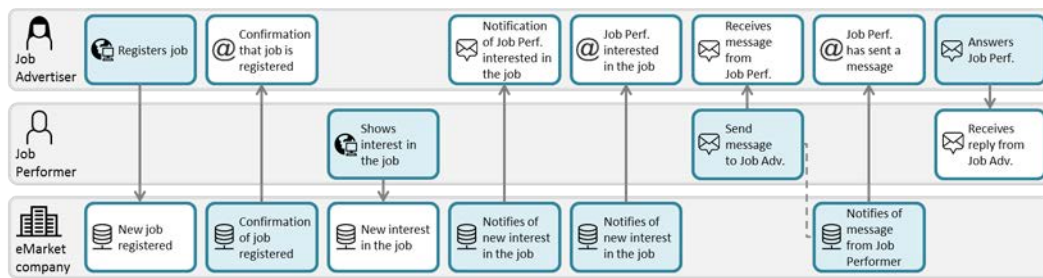 Job
Advertiser
Registers job
@
Confirmation
that job is
registered
Notification
of Job Perf.
interested in
the job
@
Job Perf.
interested
in the job
Receives
message
from
Job Perf.
@
Job Perf.
has sent a
message
Answers
Job Perf.
Job
Performer
Shows
interest in
the job
Send
message
to Job Adv.
Receives
reply from
Job Adv.
eMarket
company
New job
registered
Confirmation
of job
registered
New interest
in the job
Notifies of
new interest
in the job
Notifies of
new interest
in the job
Notifies of
message
from Job
Performer